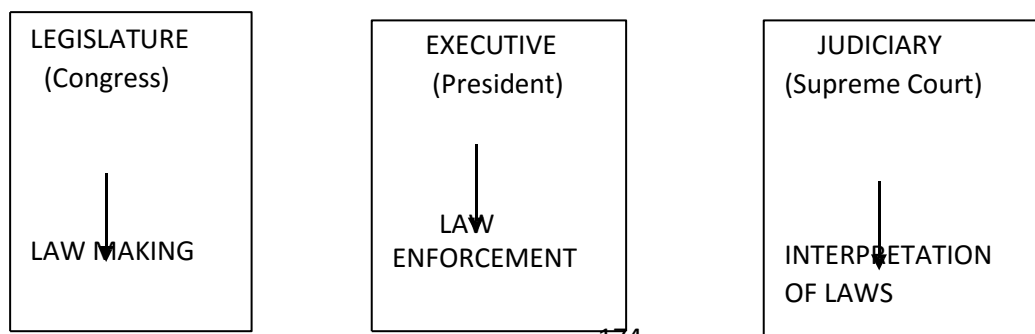 LEGISLATURE
(Congress)
LAW MAKING
EXECUTIVE
(President)
LAW
ENFORCEMENT
JUDICIARY
(Supreme Court)
INTERPRETATION
OF LAWS